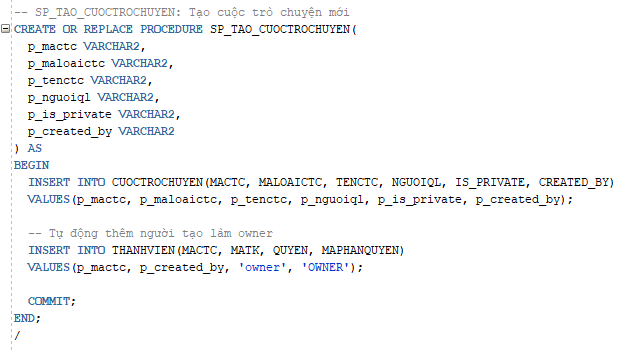 -- SP_TAO_CUOCTROCHUYEN: Tạo cuộc trò chuyện mới
CREATE OR REPLACE PROCEDURE SP_TAO_CUOCTROCHUYEN(
  p_mactc VARCHAR2,
  p_maloaictc VARCHAR2,
  p_tenctc VARCHAR2,
  p_nguoiql VARCHAR2,
  p_is_private VARCHAR2,
  p_created_by VARCHAR2
) AS
BEGIN
  INSERT INTO CUOCTROCHUYEN(MACTC, MALOAICTC, TENCTC, NGUOIQL, IS_PRIVATE, CREATED_BY)
  VALUES(p_mactc, p_maloaictc, p_tenctc, p_nguoiql, p_is_private, p_created_by);

  -- Tự động thêm người tạo làm owner
  INSERT INTO THANHVIEN(MACTC, MATK, QUYEN, MAPHANQUYEN)
  VALUES(p_mactc, p_created_by, 'owner', 'OWNER');

  COMMIT;
END;
/